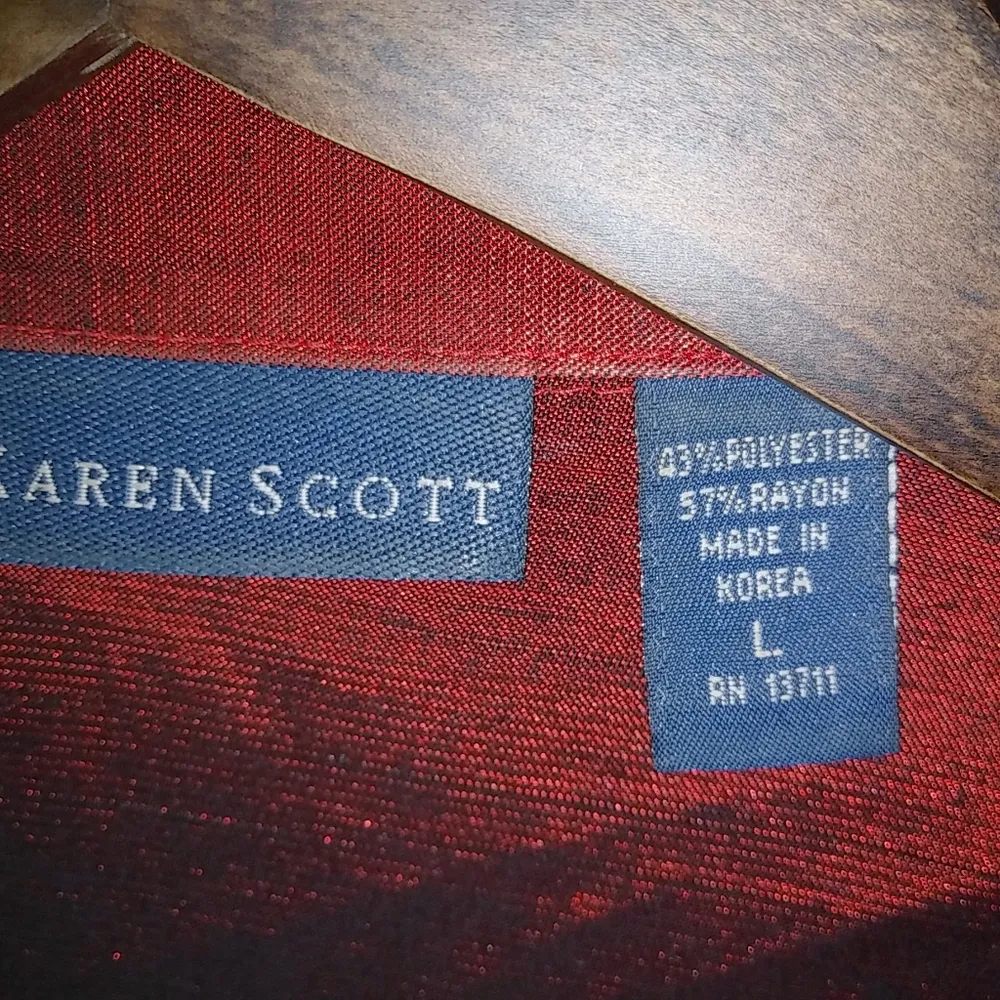 KAREN SCOTT
43% POLYESTER
57% RAYON
MADE IN
KOREA
L
RN 13711